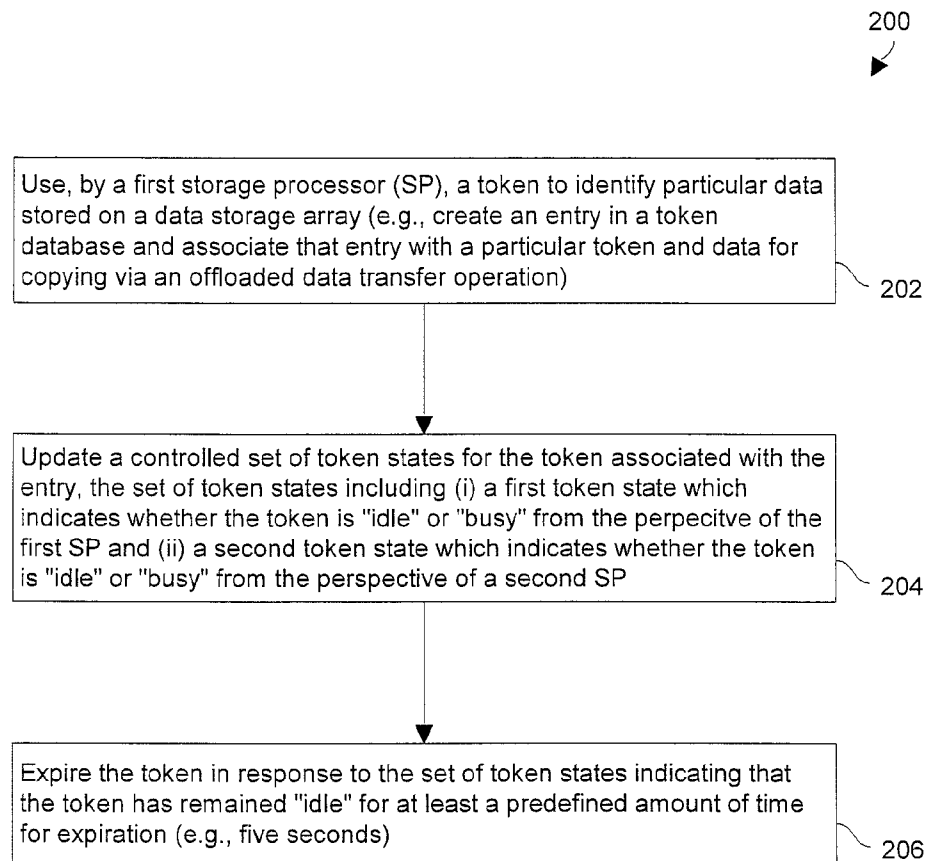 200
Use, by a first storage processor (SP), a token to identify particular data
stored on a data storage array (e.g., create an entry in a token
database and associate that entry with a particular token and data for
copying via an offloaded data transfer operation)
202
Update a controlled set of token states for the token associated with the
entry, the set of token states including (i) a first token state which
indicates whether the token is "idle" or "busy" from the perpecitve of the
first SP and (ii) a second token state which indicates whether the token
is "idle" or "busy" from the perspective of a second SP
204
Expire the token in response to the set of token states indicating that
the token has remained "idle" for at least a predefined amount of time
for expiration (e.g., five seconds)
206